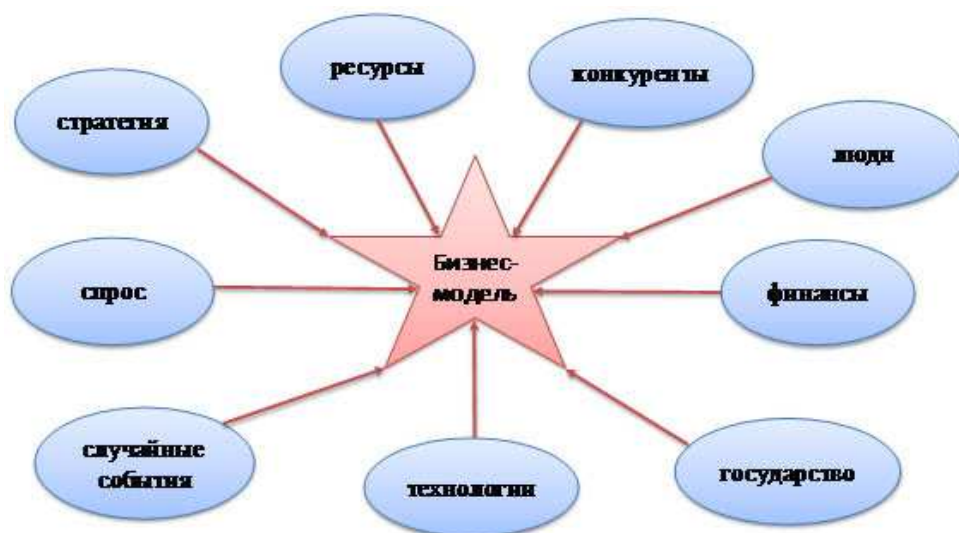 ресурсы
конкуренты
стратегия
люди
Бизнес-
модель
спрос
финансы
случайные
события
технологии
государство